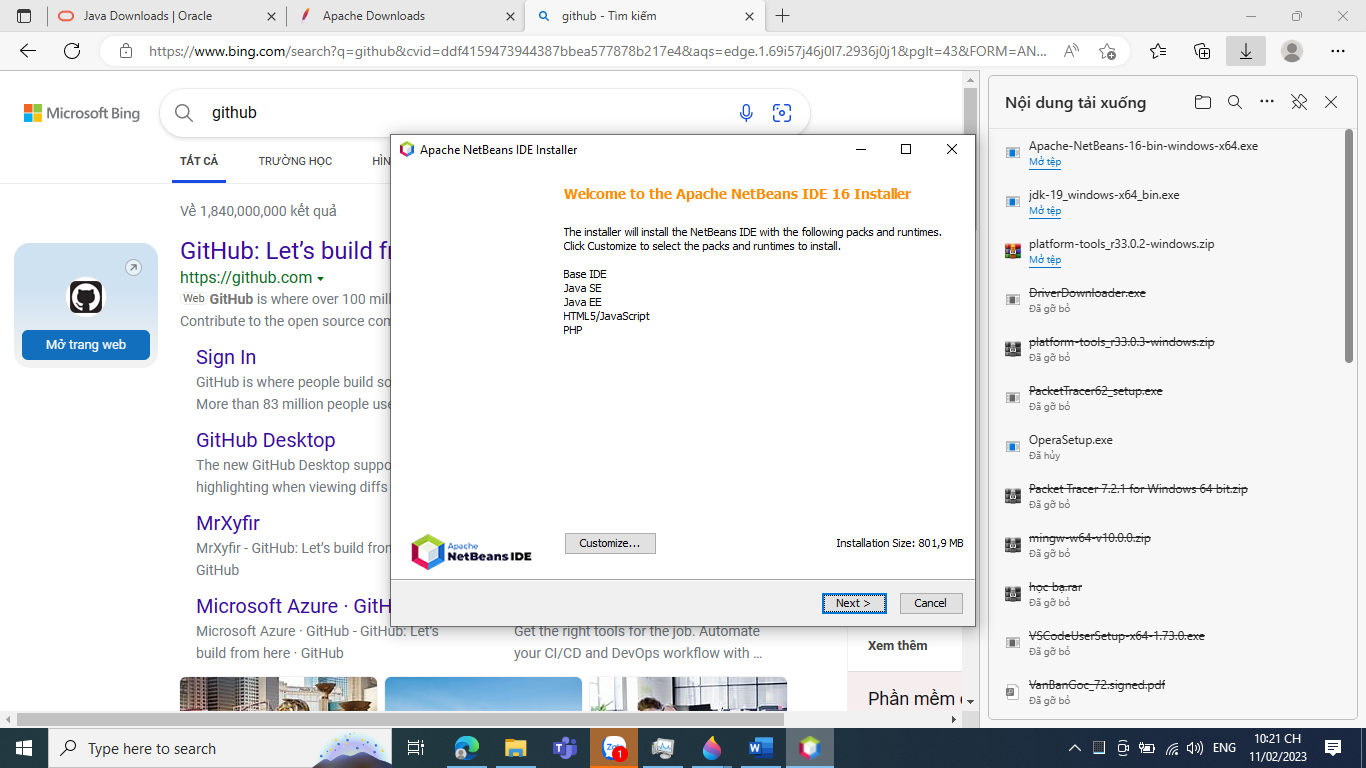 Java Downloads | Oracle
Apache Downloads
github - Tìm kiếm
https://www.bing.com/search?q=github&cvid=ddf4159473944387bbea577878b217e4&aqs=edge.1.69i57j46j0l7.2936j0j1&pglt=43&FORM=AN...
Microsoft Bing
github
TẤT CẢ
TRƯỜNG HỌC
HÌN
Về 1,840,000,000 kết quả
Mở trang web
GitHub: Let's build fr
https://github.com
Web GitHub is where over 100 mill
Contribute to the open source con
Sign In
GitHub is where people build so
More than 83 million people use
GitHub Desktop
The new GitHub Desktop suppo
highlighting when viewing diffs
MrXyfir
MrXyfir - GitHub: Let's build from
GitHub
Microsoft Azure · GitH
Microsoft Azure · GitHub - GitHub: Let's
build from here · GitHub
Get the right tools for the job. Automate
your CI/CD and DevOps workflow with ...
Xem thêm
Phần mềm
Apache NetBeans IDE Installer
Welcome to the Apache NetBeans IDE 16 Installer
The installer will install the NetBeans IDE with the following packs and runtimes.
Click Customize to select the packs and runtimes to install.
Base IDE
Java SE
Java EE
HTML5/JavaScript
PHP
Apache
NetBeans IDE
Customize...
Installation Size: 801,9 MB
Next >
Cancel
Nội dung tải xuống
Apache-NetBeans-16-bin-windows-x64.exe
Mở tệp
jdk-19_windows-x64_bin.exe
Mở tệp
platform-tools_r33.0.2-windows.zip
Mở tệp
DriverDownloader.exe
Đã gỡ bỏ
platform-tools_r33.0.3-windows.zip
Đã gỡ bỏ
PacketTracer62_setup.exe
Đã gỡ bỏ
OperaSetup.exe
Đã hủy
Packet Tracer 7.2.1 for Windows 64 bit.zip
Đã gỡ bỏ
mingw-w64-v10.0.0.zip
Đã gỡ bỏ
học bạ.rar
Đã gỡ bỏ
VSCodeUserSetup-x64-1.73.0.exe
Đã gỡ bỏ
VanBanGoc_72.signed.pdf
Đã gỡ bỏ
Type here to search
1
ENG
10:21 CH
11/02/2023